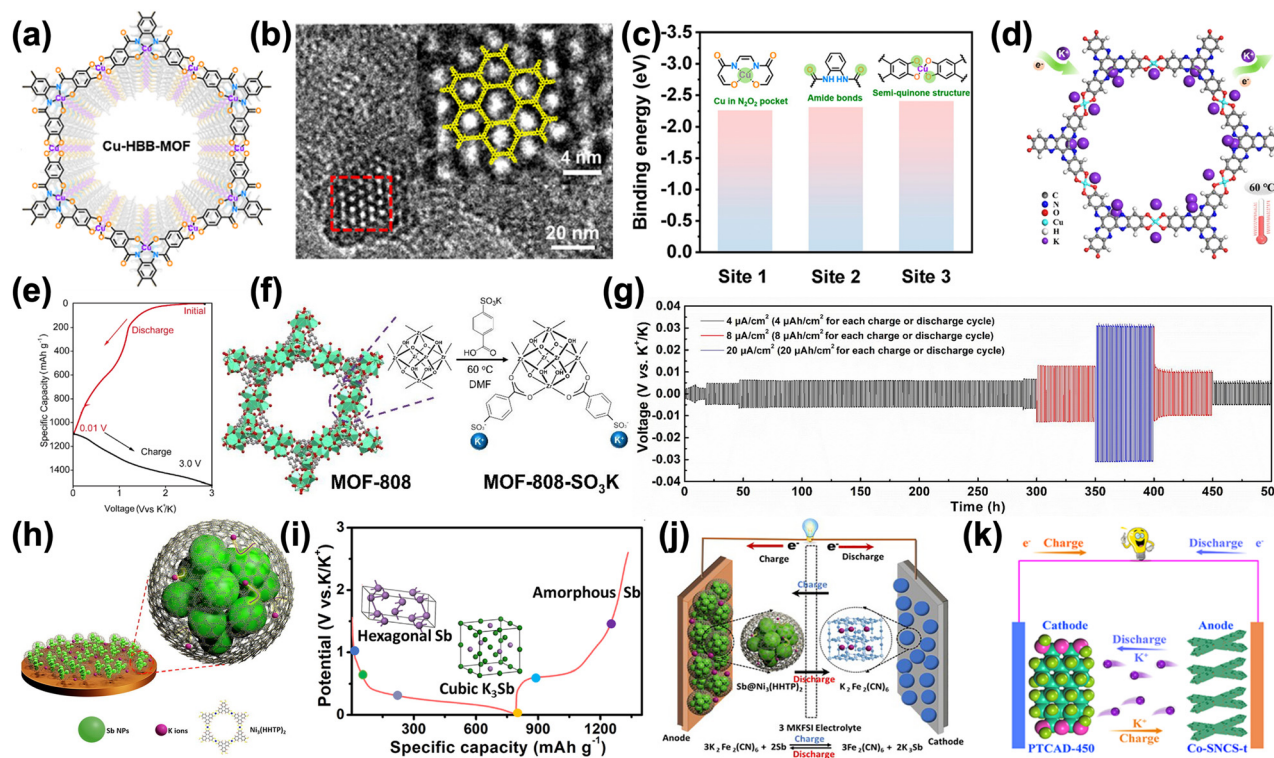 (a)
Cu-HBB-MOF
(b)
4 nm
20 nm
(c)
Binding energy (eV)
-3.5
-3.0
-2.5
-2.0
-1.5
-1.0
-0.5
0.0
Cu in N₂O₂ pocket
Amide bonds
Semi-quinone structure
Site 1
Site 2
Site 3
(d)
K⁺
e⁻
K⁺
e⁻
C
N
O
Cu
H
K
60 °C
(e)
Specific Capacity (mAh g⁻¹)
0
200
400
600
800
1000
1200
1400
Initial
Discharge
0.01 V
Charge
3.0 V
0
1
2
3
Voltage (Vvs K⁺/K)
(f)
SO₃K
HO
O
60 °C
DMF
SO₃⁻
K⁺
SO₃⁻
K⁺
MOF-808
MOF-808-SO₃K
(g)
Voltage (V vs. K⁺/K)
0.04
0.03
0.02
0.01
0.00
-0.01
-0.02
-0.03
-0.04
4 μA/cm² (4 μAh/cm² for each charge or discharge cycle)
8 μA/cm² (8 μAh/cm² for each charge or discharge cycle)
20 μA/cm² (20 μAh/cm² for each charge or discharge cycle)
0
50
100
150
200
250
300
350
400
450
500
Time (h)
(h)
Sb NPs
K ions
Ni₃(HHTP)₂
(i)
Potential (V vs.K/K⁺)
3
2
1
0
Hexagonal Sb
Cubic K₃Sb
Amorphous Sb
300
600
900
1200
Specific capacity (mAh g⁻¹)
(j)
e⁻
e⁻
Charge
Discharge
Charge
Sb@Ni₃(HHTP)₂
Discharge
K₂Fe₂(CN)₆
Anode
3 MKFSI Electrolyte
Cathode
3K₂Fe₂(CN)₆ + 2Sb
Charge
Discharge
3Fe₂(CN)₆ + 2K₃Sb
(k)
e⁻
Charge
Discharge
e⁻
Cathode
Anode
Discharge
K⁺
K⁺
Charge
PTCAD-450
Co-SNCS-t